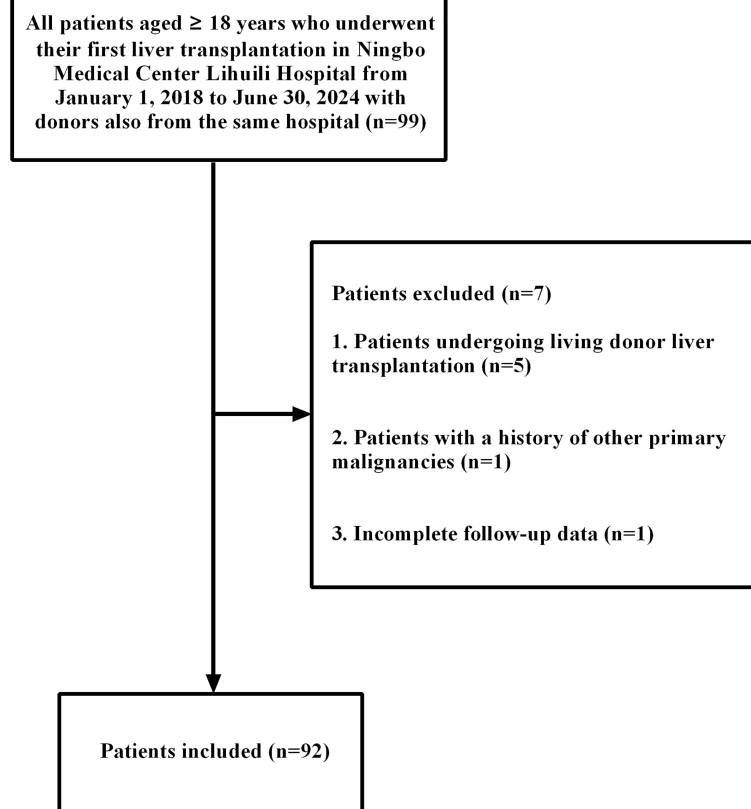 All patients aged ≥ 18 years who underwent
their first liver transplantation in Ningbo
Medical Center Lihuili Hospital from
January 1, 2018 to June 30, 2024 with
donors also from the same hospital (n=99)
Patients excluded (n=7)
1. Patients undergoing living donor liver
transplantation (n=5)
2. Patients with a history of other primary
malignancies (n=1)
3. Incomplete follow-up data (n=1)
Patients included (n=92)